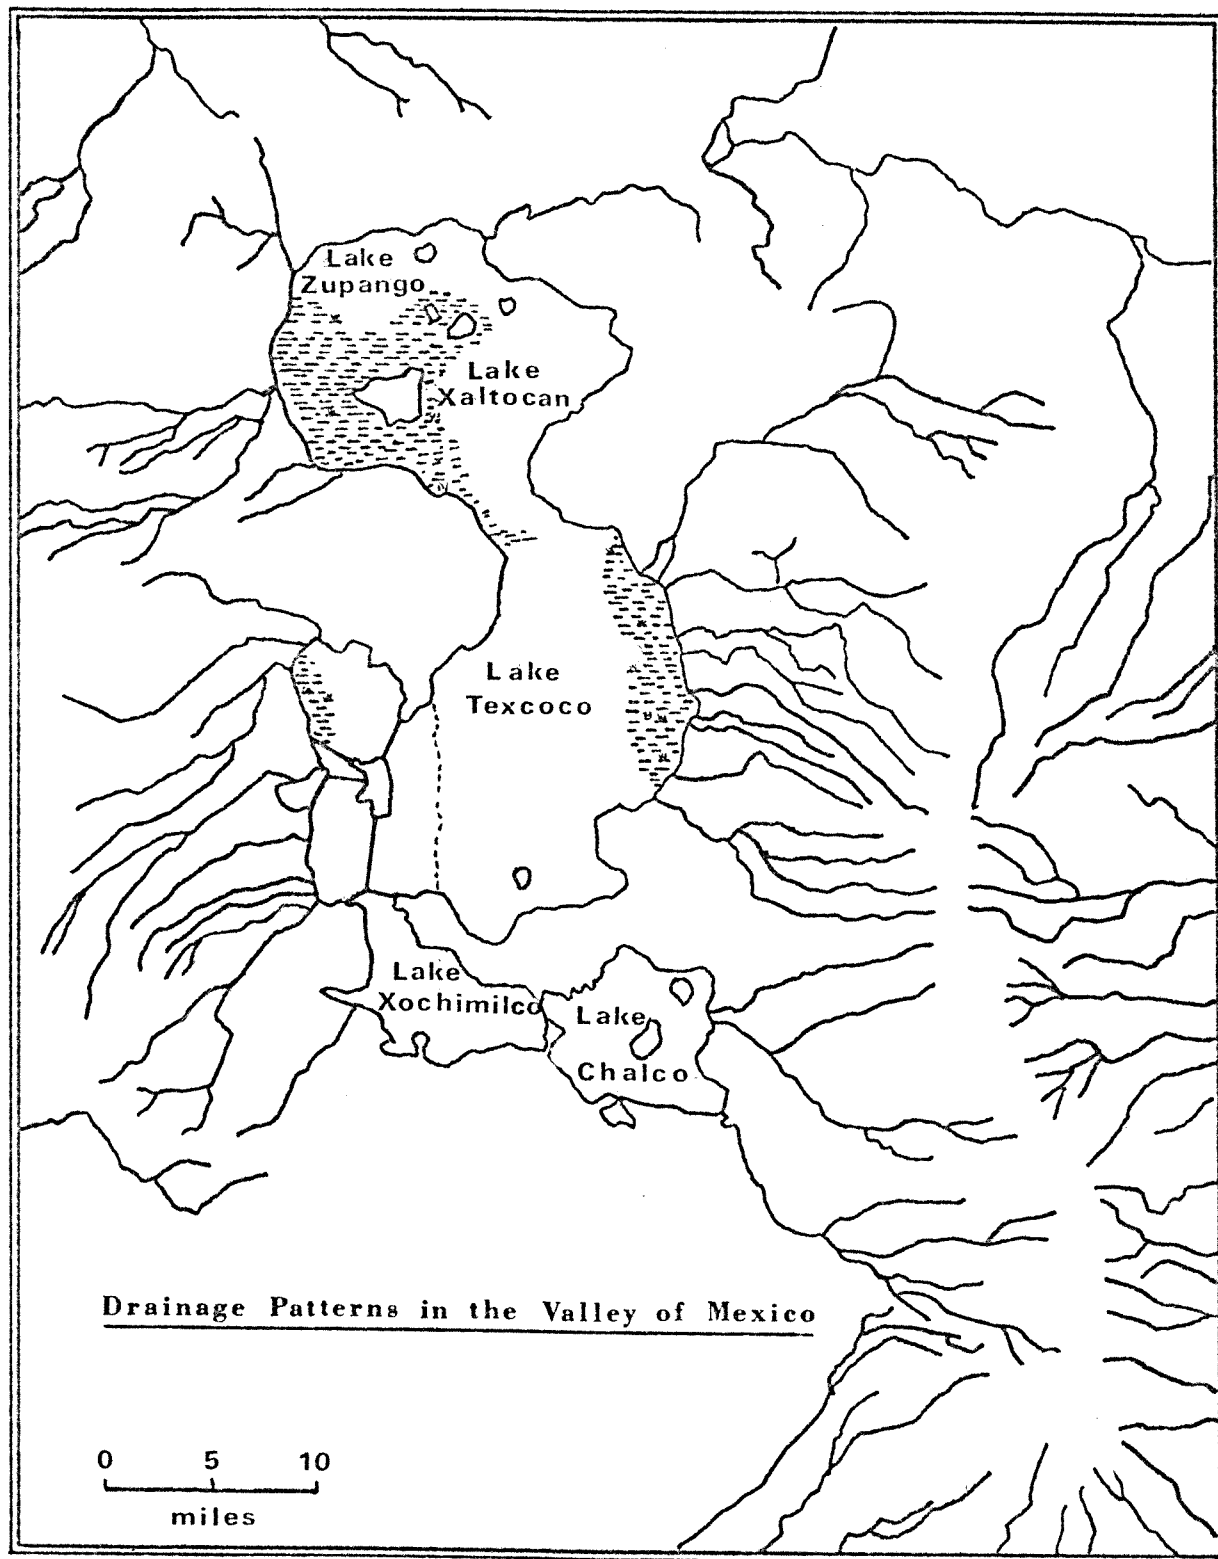 Lake
Zupango
Lake
Xaltocan
Lake
Texcoco
Lake
Xochimilco
Lake
Chalco
Drainage Patterns in the Valley of Mexico
0 5 10
miles